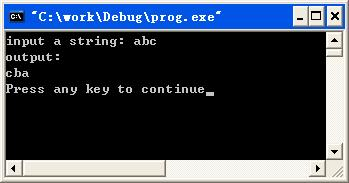 "C:\work\Debug\prog.exe"
input a string: abc
output:
cba
Press any key to continue